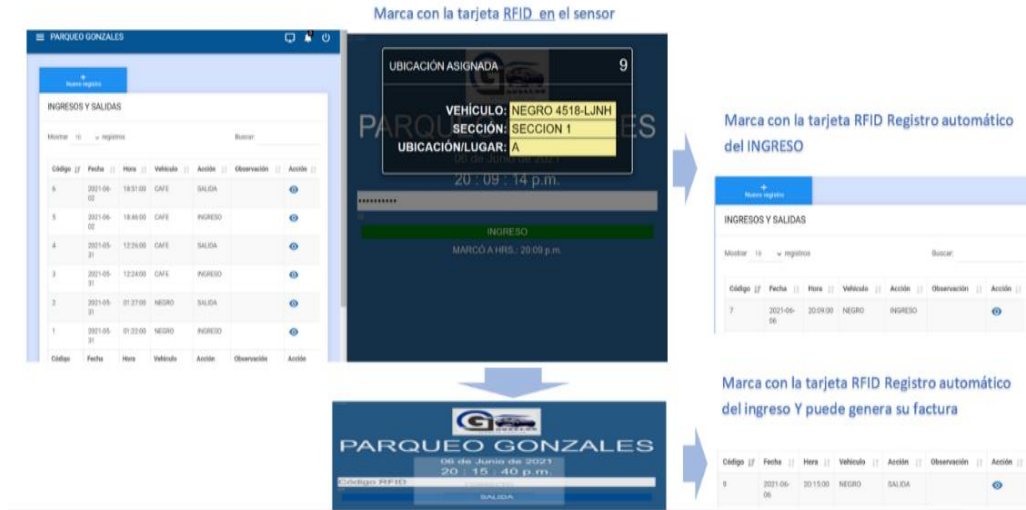 Marca con la tarjeta RFID en el sensor
PARQUEO GONZALES
+
Nuevo registro
INGRESOS Y SALIDAS
Mostrar 10 registros Buscar:
Código Fecha Hora Vehículo Acción Observación Acción
6 2021-06-02 18:51:00 CAFE SALIDA
5 2021-06-02 18:46:00 CAFE INGRESO
4 2021-05-31 12:26:00 CAFE SALIDA
3 2021-05-31 12:24:00 CAFE INGRESO
2 2021-05-31 01:27:00 NEGRO SALIDA
1 2021-05-31 01:22:00 NEGRO INGRESO
Código Fecha Hora Vehículo Acción Observación Acción
UBICACIÓN ASIGNADA 9
VEHÍCULO: NEGRO 4518-LJNH
SECCIÓN: SECCION 1
UBICACIÓN/LUGAR: A
06 de Junio de 2021
20 : 09 : 14 p.m.
INGRESO
MARCÓ A HRS.: 20:09 p.m.
Marca con la tarjeta RFID Registro automático
del INGRESO
+
Nuevo registro
INGRESOS Y SALIDAS
Mostrar 10 registros Buscar:
Código Fecha Hora Vehículo Acción Observación Acción
7 2021-06-06 20:09:00 NEGRO INGRESO
PARQUEO GONZALES
06 de Junio de 2021
20 : 15 : 40 p.m.
Código RFID
SALIDA
Marca con la tarjeta RFID Registro automático
del ingreso Y puede genera su factura
Código Fecha Hora Vehículo Acción Observación Acción
9 2021-06-06 20:15:00 NEGRO SALIDA